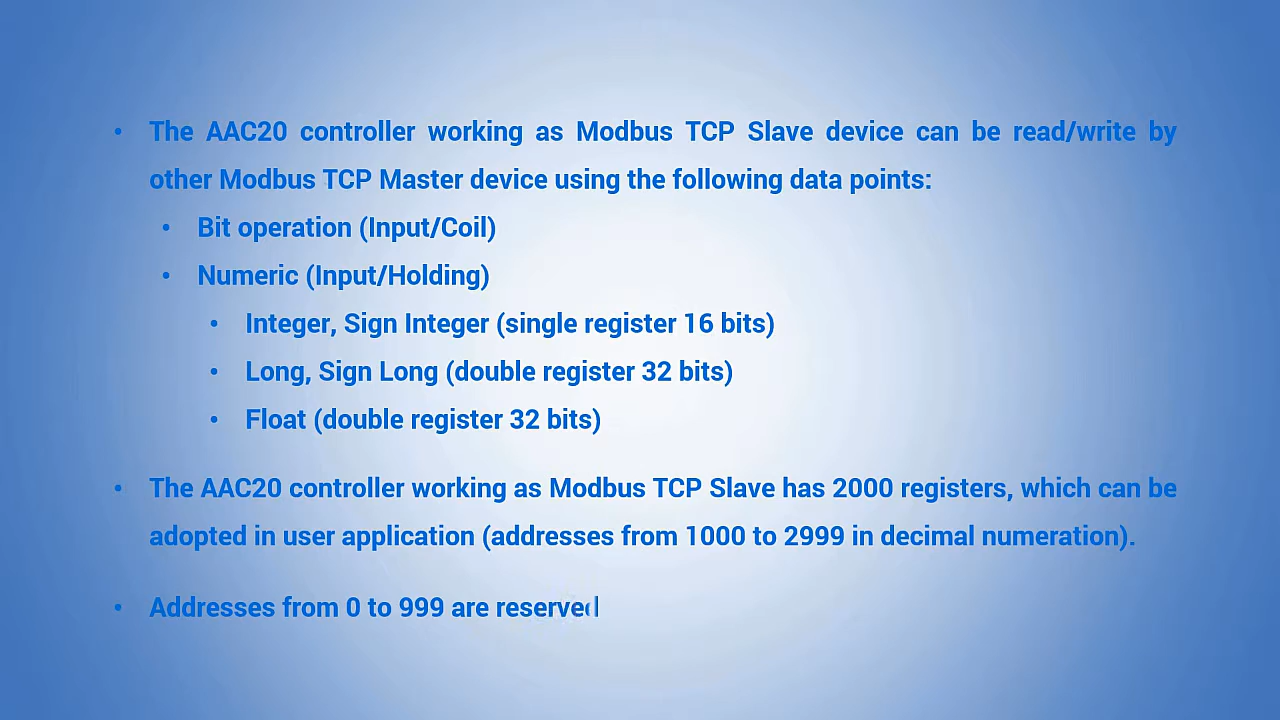 • The AAC20 controller working as Modbus TCP Slave device can be read/write by
other Modbus TCP Master device using the following data points:
• Bit operation (Input/Coil)
• Numeric (Input/Holding)
• Integer, Sign Integer (single register 16 bits)
• Long, Sign Long (double register 32 bits)
• Float (double register 32 bits)
• The AAC20 controller working as Modbus TCP Slave has 2000 registers, which can be
adopted in user application (addresses from 1000 to 2999 in decimal numeration).
• Addresses from 0 to 999 are reserved